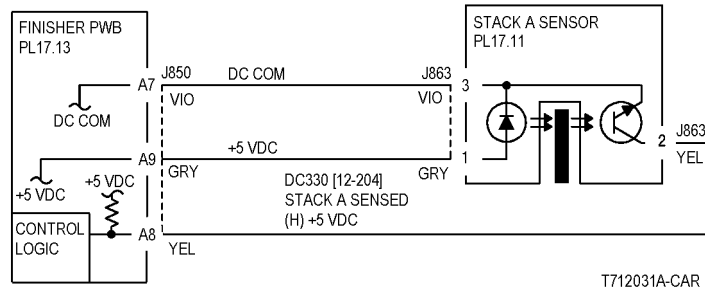 FINISHER PWB
PL17.13
STACK A SENSOR
PL17.11
A7
J850
DC COM
J863
3
VIO
VIO
DC COM
2
J863
YEL
A9
+5 VDC
1
GRY
GRY
+5 VDC
+5 VDC
DC330 [12-204]
STACK A SENSED
(H) +5 VDC
CONTROL
LOGIC
A8
YEL
T712031A-CAR